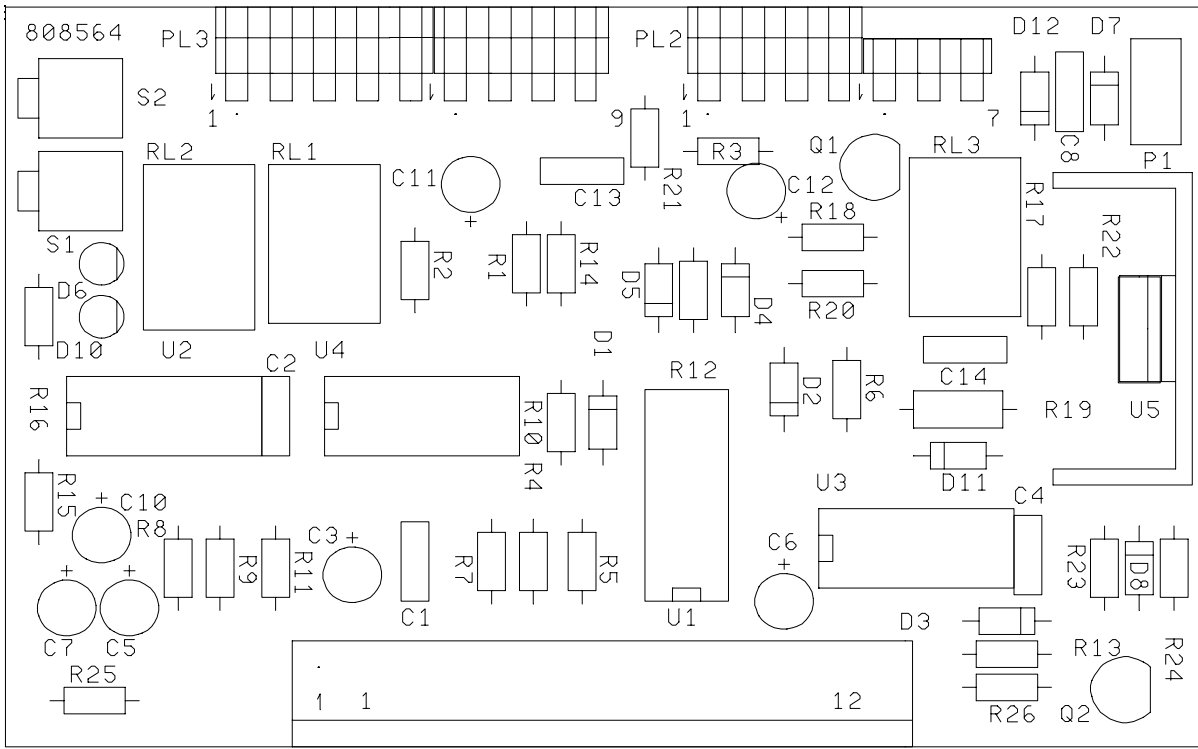 808564
PL3
PL2
D12
D7
S2
1
9
1
7
C8
P1
RL2
RL1
C11
C13
R21
R3
C12
Q1
RL3
R17
R18
R22
S1
R2
R1
R14
D6
D5
D4
R20
D10
U2
C2
U4
D1
R12
D2
R6
C14
R19
U5
R16
R10
R4
D11
U3
C4
R15
C10
R8
R9
R11
C3
C1
R7
R5
U1
C6
R23
D8
C7
C5
D3
R13
R24
R25
1
1
12
R26
Q2